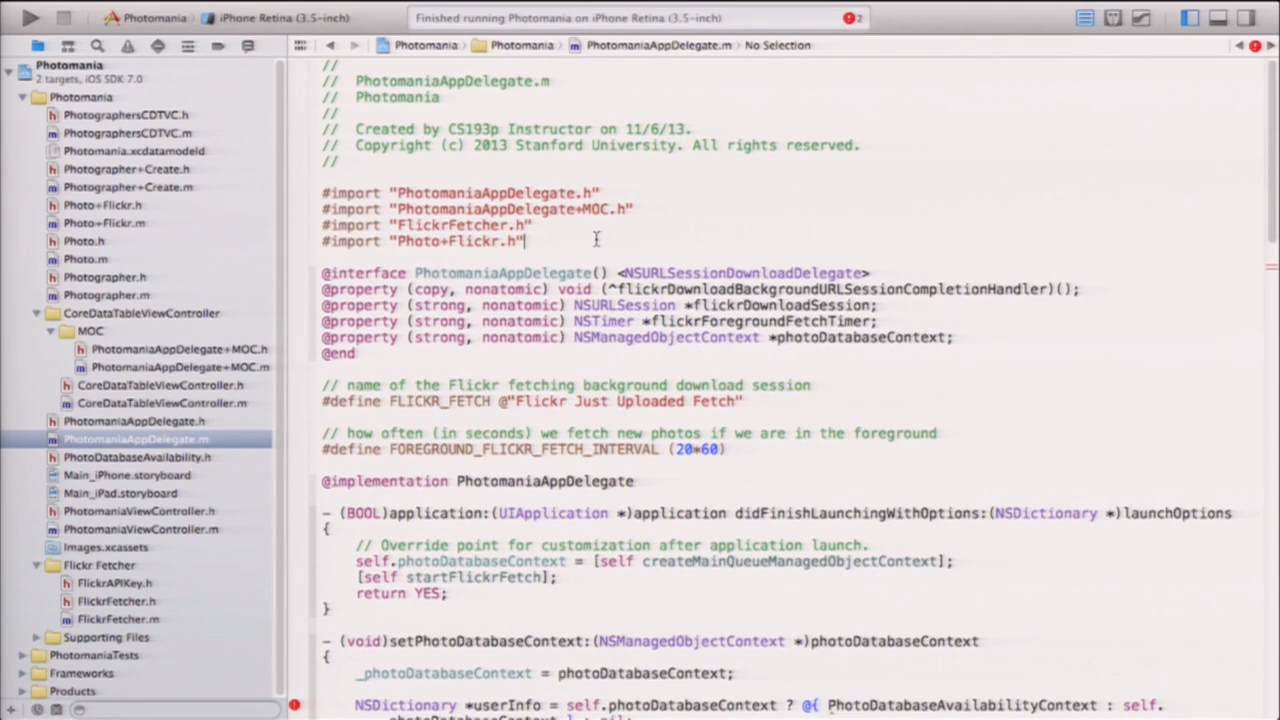 Photomania
iPhone Retina (3.5-inch)
Finished running Photomania on iPhone Retina (3.5-inch)
2
Photomania
Photomania
PhotomaniaAppDelegate.m
No Selection
Photomania
2 targets, iOS SDK 7.0
Photomania
PhotographersCDTVC.h
PhotographersCDTVC.m
Photomania.xcdatamodeld
Photographer+Create.h
Photographer+Create.m
Photo+Flickr.h
Photo+Flickr.m
Photo.h
Photo.m
Photographer.h
Photographer.m
CoreDataTableViewController
MOC
PhotomaniaAppDelegate+MOC.h
PhotomaniaAppDelegate+MOC.m
CoreDataTableViewController.h
CoreDataTableViewController.m
PhotomaniaAppDelegate.h
PhotomaniaAppDelegate.m
PhotoDatabaseAvailability.h
Main_iPhone.storyboard
Main_iPad.storyboard
PhotomaniaViewController.h
PhotomaniaViewController.m
Images.xcassets
Flickr Fetcher
FlickrAPIKey.h
FlickrFetcher.h
FlickrFetcher.m
Supporting Files
PhotomaniaTests
Frameworks
Products
//
//  PhotomaniaAppDelegate.m
//  Photomania
//
//  Created by CS193p Instructor on 11/6/13.
//  Copyright (c) 2013 Stanford University. All rights reserved.
//
#import "PhotomaniaAppDelegate.h"
#import "PhotomaniaAppDelegate+MOC.h"
#import "FlickrFetcher.h"
#import "Photo+Flickr.h"
@interface PhotomaniaAppDelegate() <NSURLSessionDownloadDelegate>
@property (copy, nonatomic) void (^flickrDownloadBackgroundURLSessionCompletionHandler)();
@property (strong, nonatomic) NSURLSession *flickrDownloadSession;
@property (strong, nonatomic) NSTimer *flickrForegroundFetchTimer;
@property (strong, nonatomic) NSManagedObjectContext *photoDatabaseContext;
@end
// name of the Flickr fetching background download session
#define FLICKR_FETCH @"Flickr Just Uploaded Fetch"
// how often (in seconds) we fetch new photos if we are in the foreground
#define FOREGROUND_FLICKR_FETCH_INTERVAL (20*60)
@implementation PhotomaniaAppDelegate
- (BOOL)application:(UIApplication *)application didFinishLaunchingWithOptions:(NSDictionary *)launchOptions
{
// Override point for customization after application launch.
self.photoDatabaseContext = [self createMainQueueManagedObjectContext];
[self startFlickrFetch];
return YES;
}
- (void)setPhotoDatabaseContext:(NSManagedObjectContext *)photoDatabaseContext
{
_photoDatabaseContext = photoDatabaseContext;
NSDictionary *userInfo = self.photoDatabaseContext ? @{ PhotoDatabaseAvailabilityContext : self.
photoDatabaseContext } : nil;